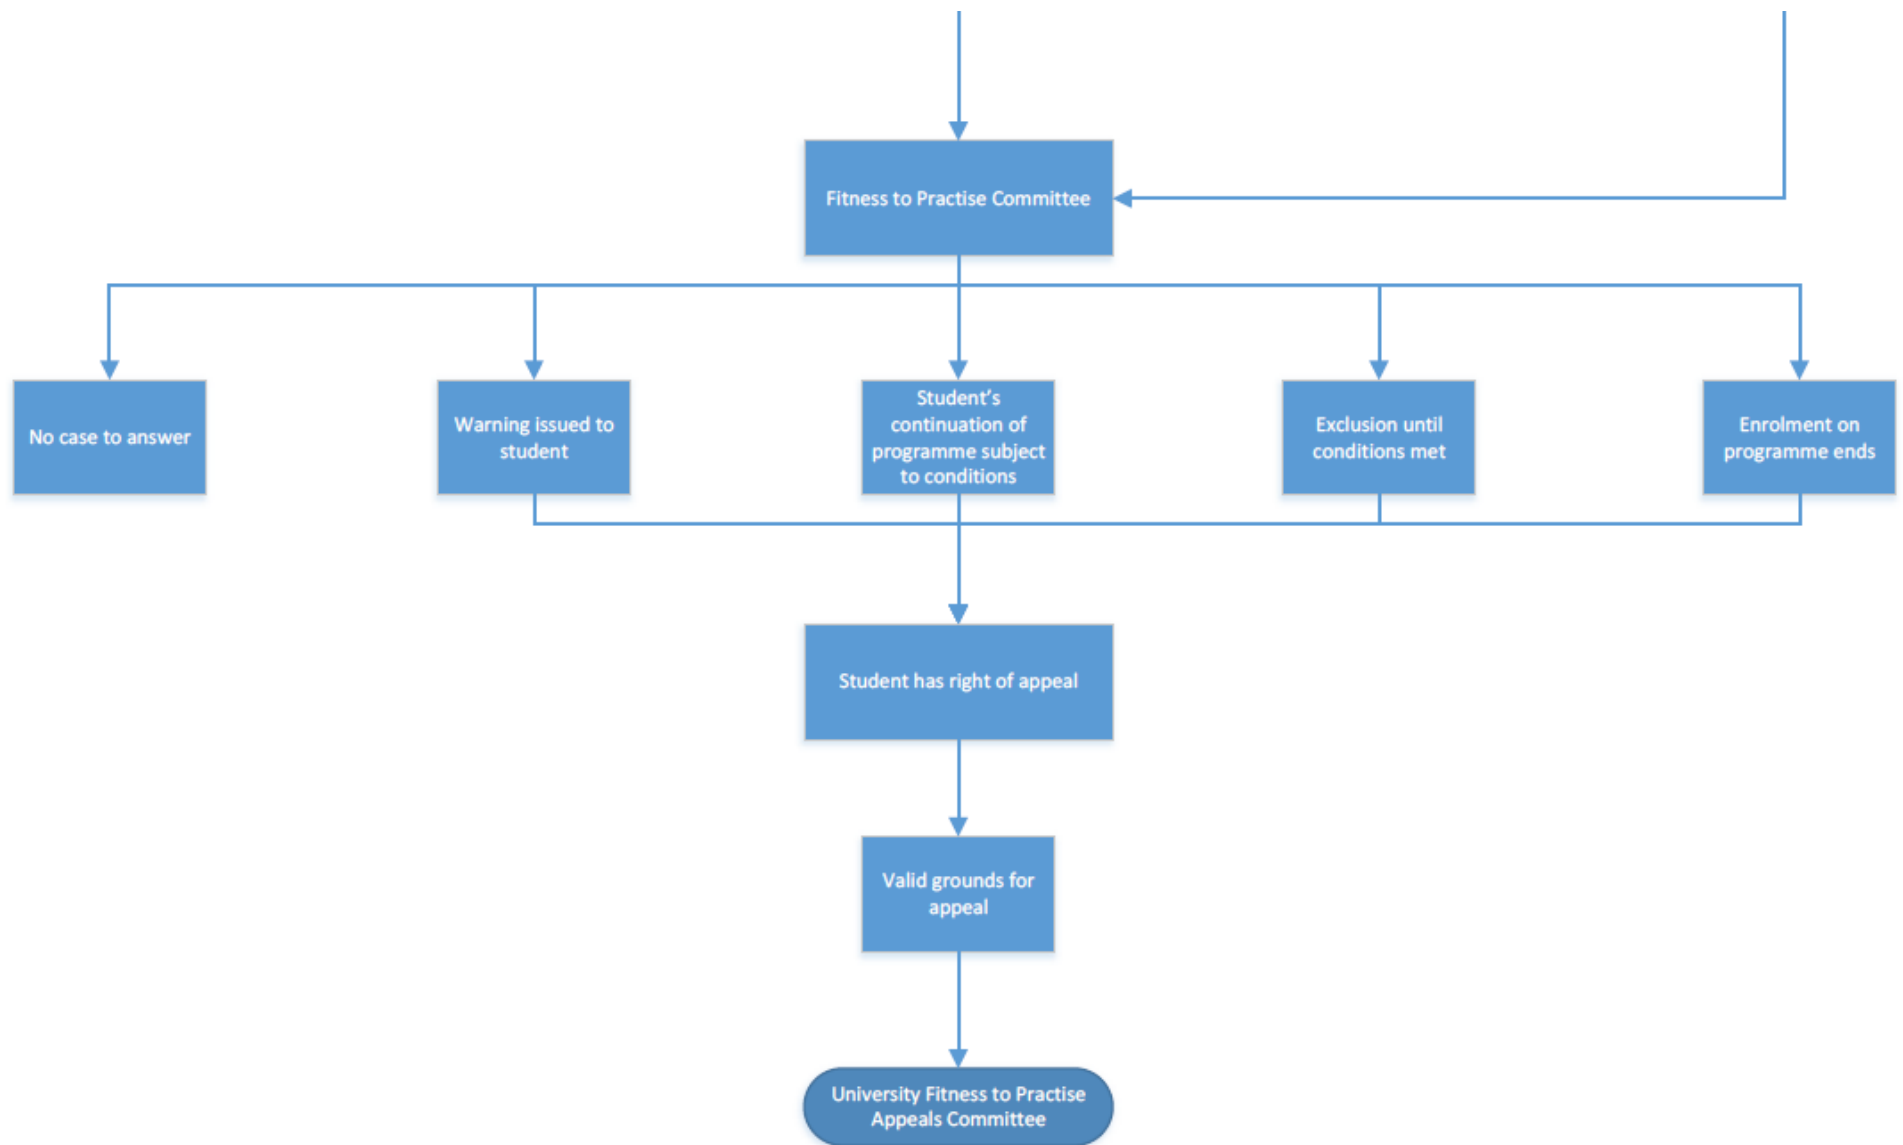 Fitness to Practise Committee
No case to answer
Warning issued to
student
Student’s
continuation of
programme subject
to conditions
Exclusion until
conditions met
Enrolment on
programme ends
Student has right of appeal
Valid grounds for
appeal
University Fitness to Practise
Appeals Committee